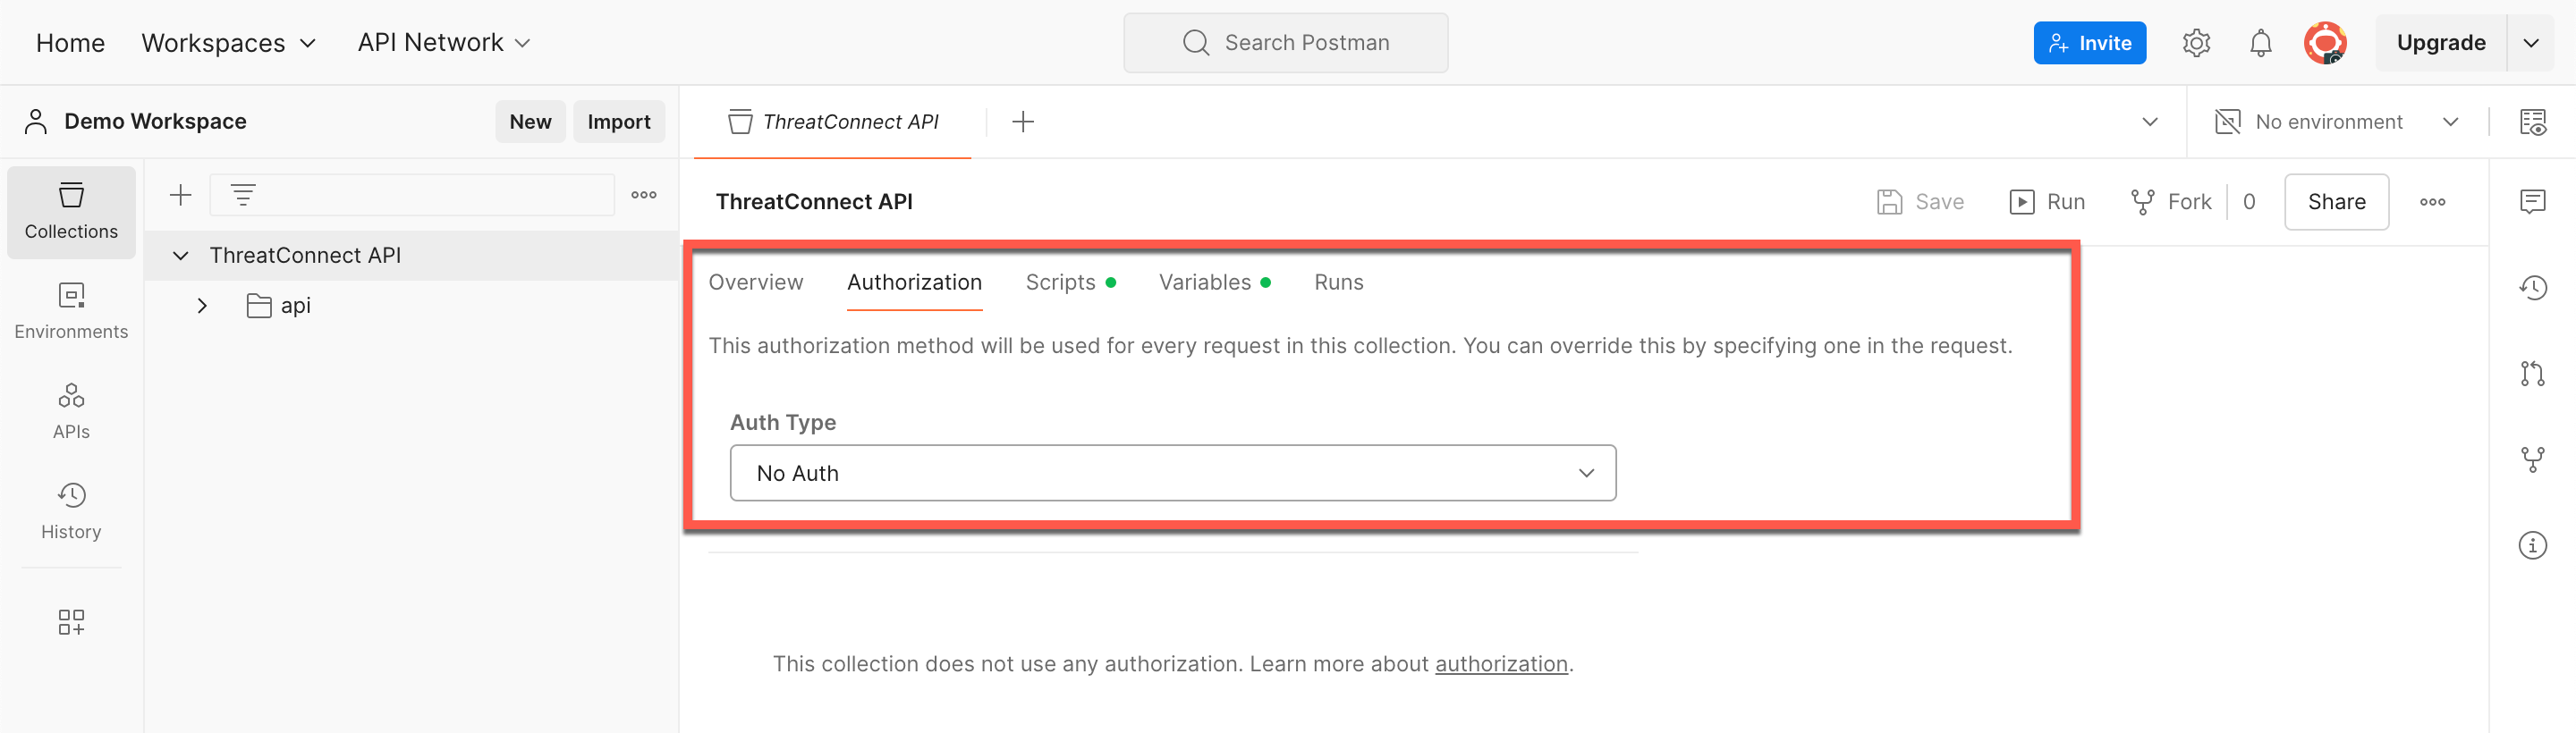 Home Workspaces API Network Search Postman Invite Upgrade
Demo Workspace New Import ThreatConnect API No environment
Collections
ThreatConnect API Save Run Fork 0 Share
ThreatConnect API
api
Environments
APIs
History
Overview Authorization Scripts Variables Runs
This authorization method will be used for every request in this collection. You can override this by specifying one in the request.
Auth Type
No Auth
This collection does not use any authorization. Learn more about authorization.